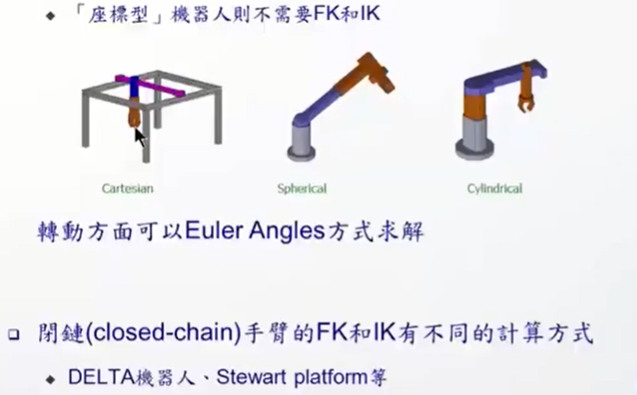 ◆ 「座標型」機器人則不需要FK和IK
Cartesian
Spherical
Cylindrical
轉動方面可以Euler Angles方式求解
❑ 閉鏈(closed-chain)手臂的FK和IK有不同的計算方式
◆ DELTA機器人、Stewart platform等